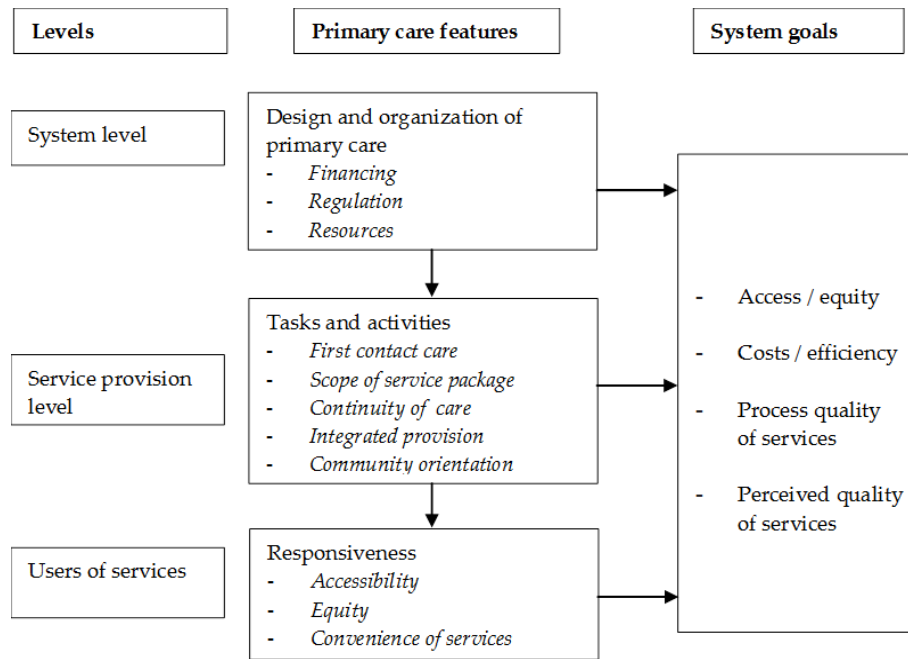 Levels
Primary care features
System goals
System level
Design and organization of
primary care
- Financing
- Regulation
- Resources
Service provision
level
Tasks and activities
- First contact care
- Scope of service package
- Continuity of care
- Integrated provision
- Community orientation
Users of services
Responsiveness
- Accessibility
- Equity
- Convenience of services
- Access / equity
- Costs / efficiency
- Process quality
of services
- Perceived quality
of services